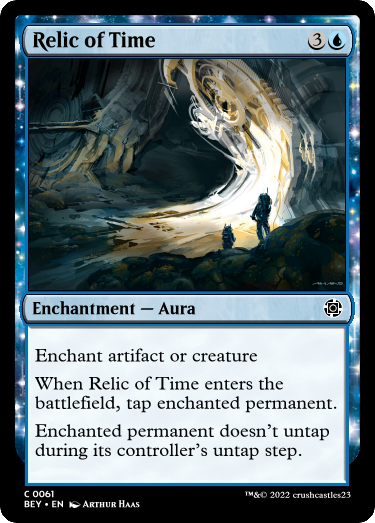 Relic of Time 3
Enchantment — Aura
Enchant artifact or creature
When Relic of Time enters the
battlefield, tap enchanted permanent.
Enchanted permanent doesn't untap
during its controller's untap step.
C 0061
BEY • EN Arthur Haas
™&© 2022 crushcastles23